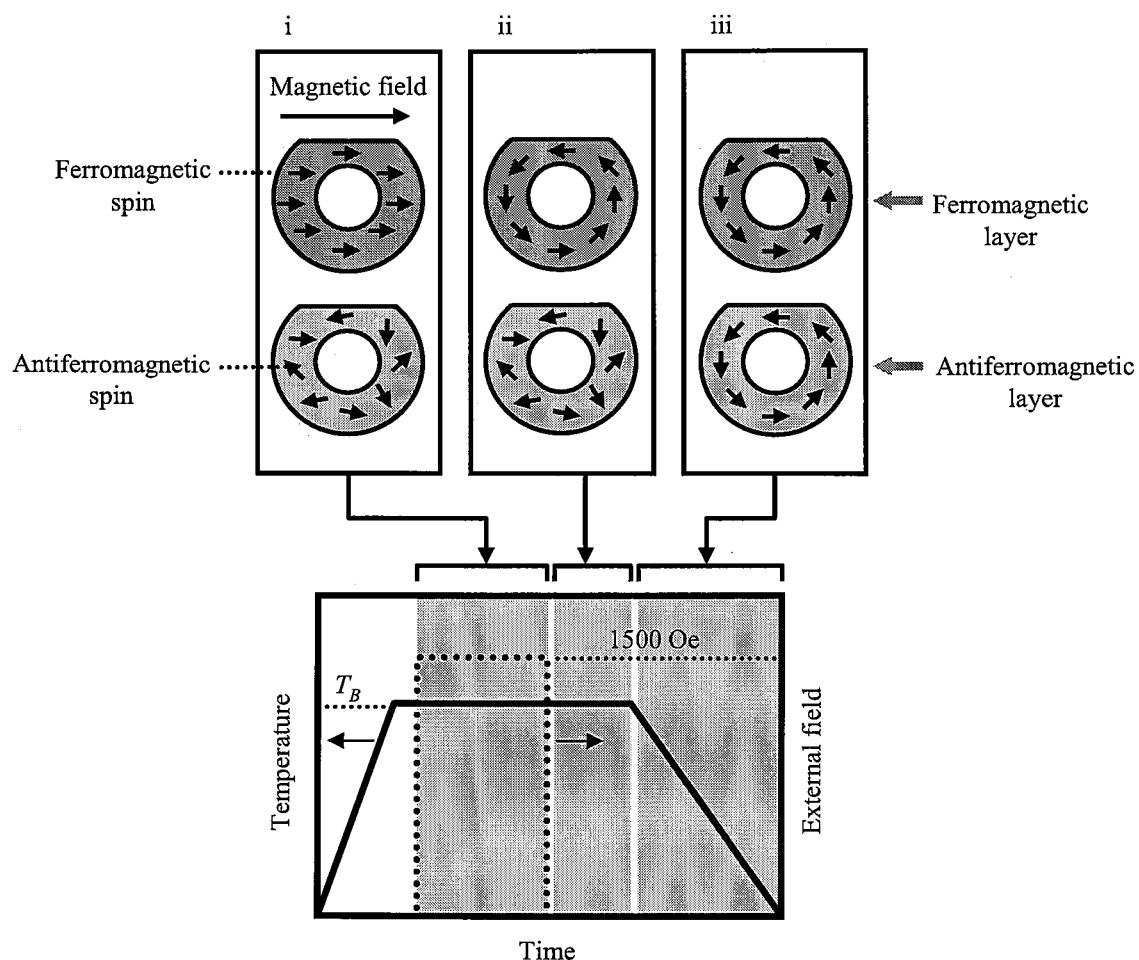 i
ii
iii
Magnetic field
Ferromagnetic
spin
Ferromagnetic
layer
Antiferromagnetic
spin
Antiferromagnetic
layer
1500 Oe
T_B
Temperature
External field
Time